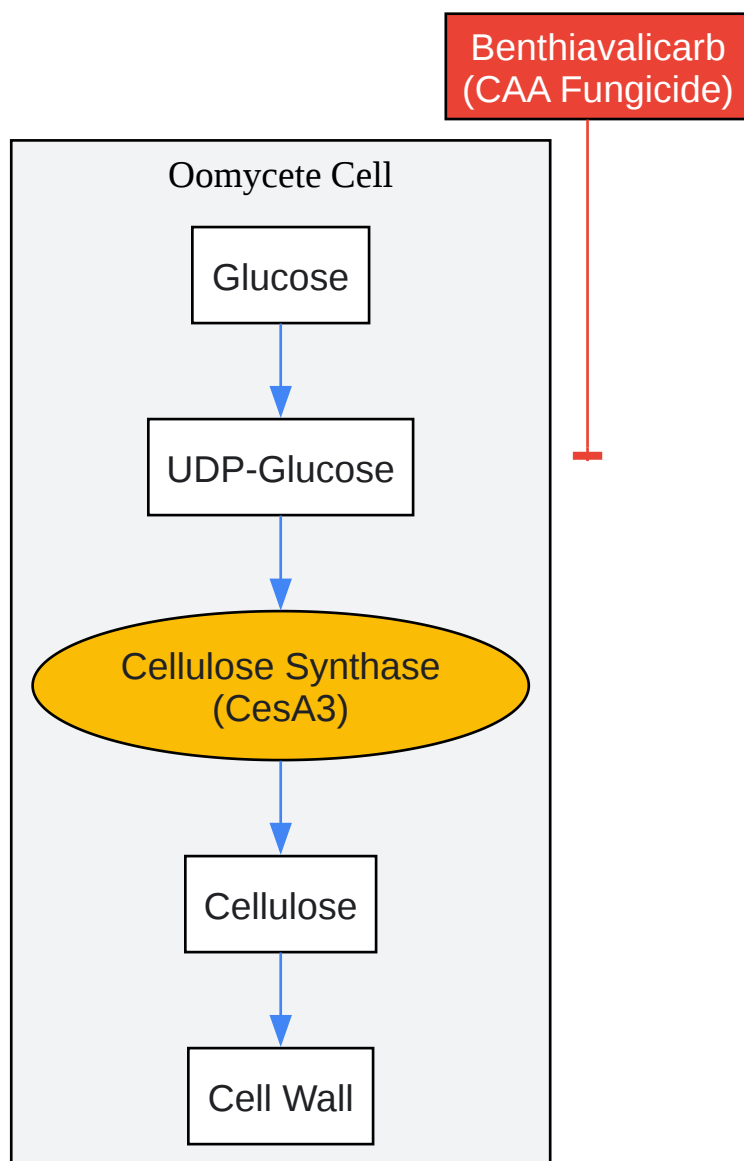 Benthiavalicarb
(CAA Fungicide)
Oomycete Cell
Glucose
UDP-Glucose
Cellulose Synthase
(CesA3)
Cellulose
Cell Wall